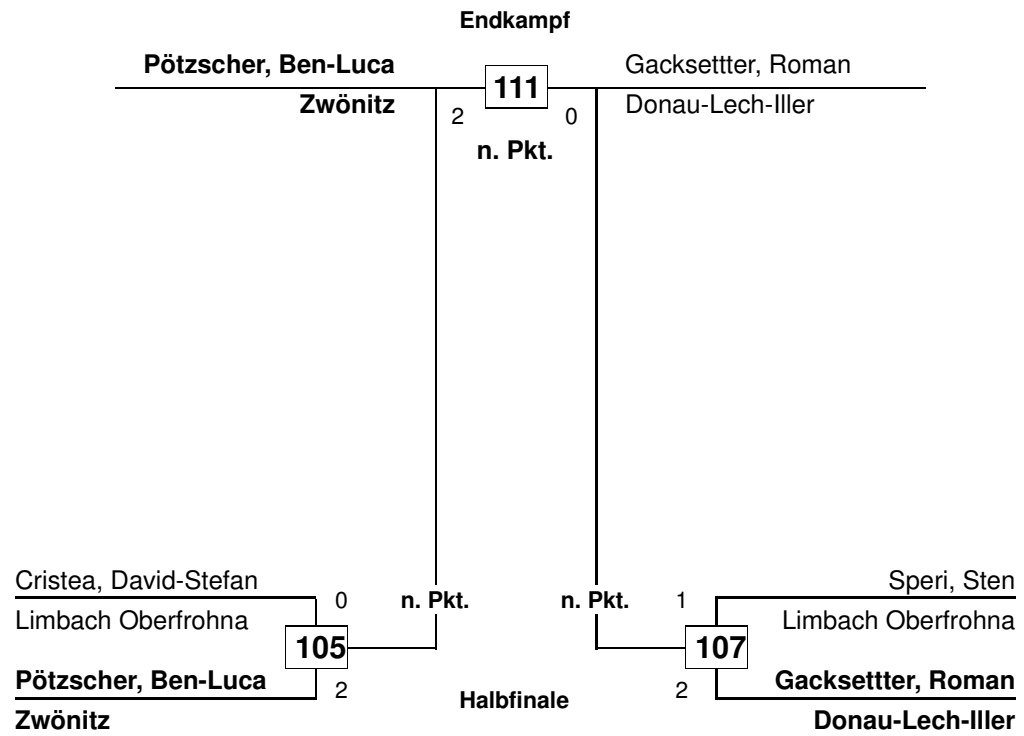 Endkampf
Pötzscher, Ben-Luca
Zwönitz
111
Gacksettter, Roman
Donau-Lech-Iller
2
0
n. Pkt.
Cristea, David-Stefan
Limbach Oberfrohna
0
n. Pkt.
n. Pkt.
1
Speri, Sten
Limbach Oberfrohna
105
107
Pötzscher, Ben-Luca
Zwönitz
2
Halbfinale
2
Gacksettter, Roman
Donau-Lech-Iller